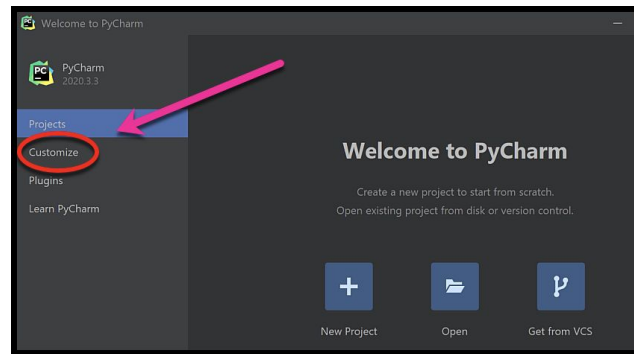 Welcome to PyCharm
PC
PyCharm
2020.3.3
Projects
Customize
Plugins
Learn PyCharm
Welcome to PyCharm
Create a new project to start from scratch.
Open existing project from disk or version control.
New Project
Open
Get from VCS